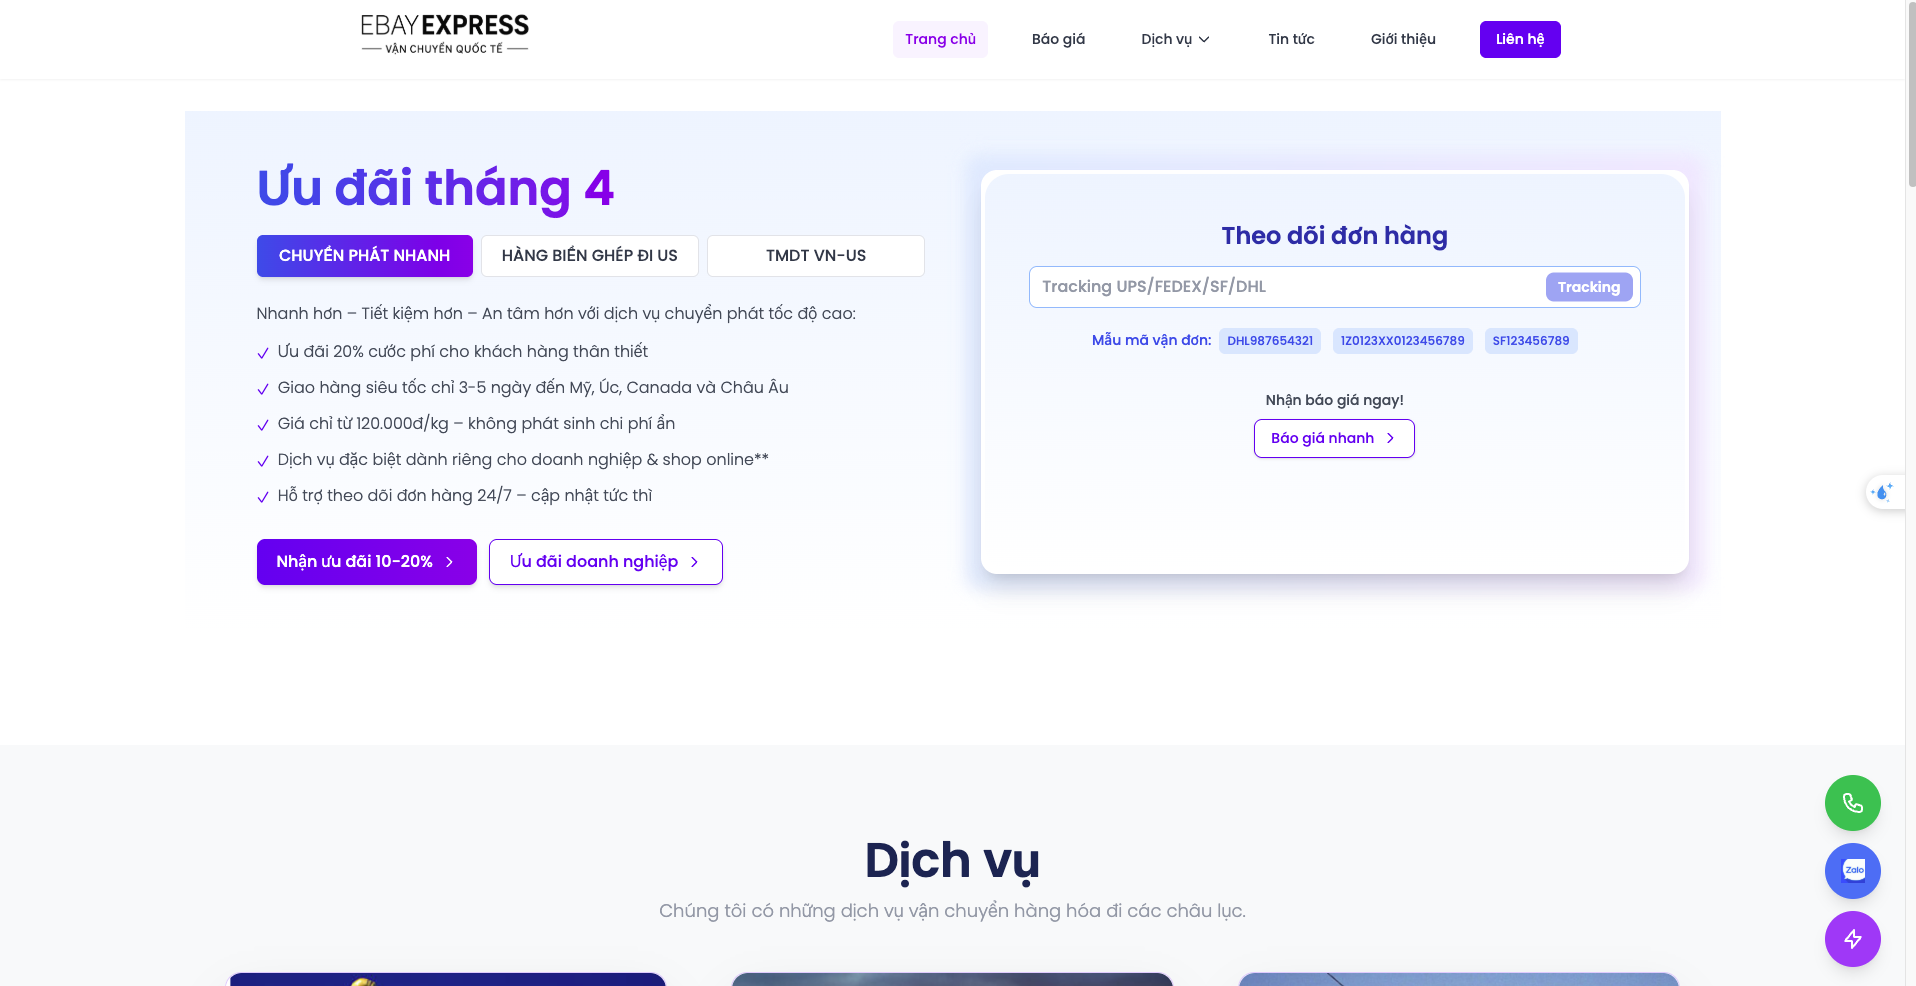 EBAY EXPRESS
VẬN CHUYỂN QUỐC TẾ
Trang chủ
Báo giá
Dịch vụ
Tin tức
Giới thiệu
Liên hệ
Ưu đãi tháng 4
CHUYỂN PHÁT NHANH
HÀNG BIỂN GHÉP ĐI US
TMDT VN-US
Nhanh hơn – Tiết kiệm hơn – An tâm hơn với dịch vụ chuyển phát tốc độ cao:
Ưu đãi 20% cước phí cho khách hàng thân thiết
Giao hàng siêu tốc chỉ 3-5 ngày đến Mỹ, Úc, Canada và Châu Âu
Giá chỉ từ 120.000đ/kg – không phát sinh chi phí ẩn
Dịch vụ đặc biệt dành riêng cho doanh nghiệp & shop online**
Hỗ trợ theo dõi đơn hàng 24/7 – cập nhật tức thì
Nhận ưu đãi 10-20%
Ưu đãi doanh nghiệp
Theo dõi đơn hàng
Tracking UPS/FEDEX/SF/DHL
Tracking
Mẫu mã vận đơn:
DHL987654321
1Z0123XX0123456789
SF123456789
Nhận báo giá ngay!
Báo giá nhanh
Dịch vụ
Chúng tôi có những dịch vụ vận chuyển hàng hóa đi các châu lục.
Zalo